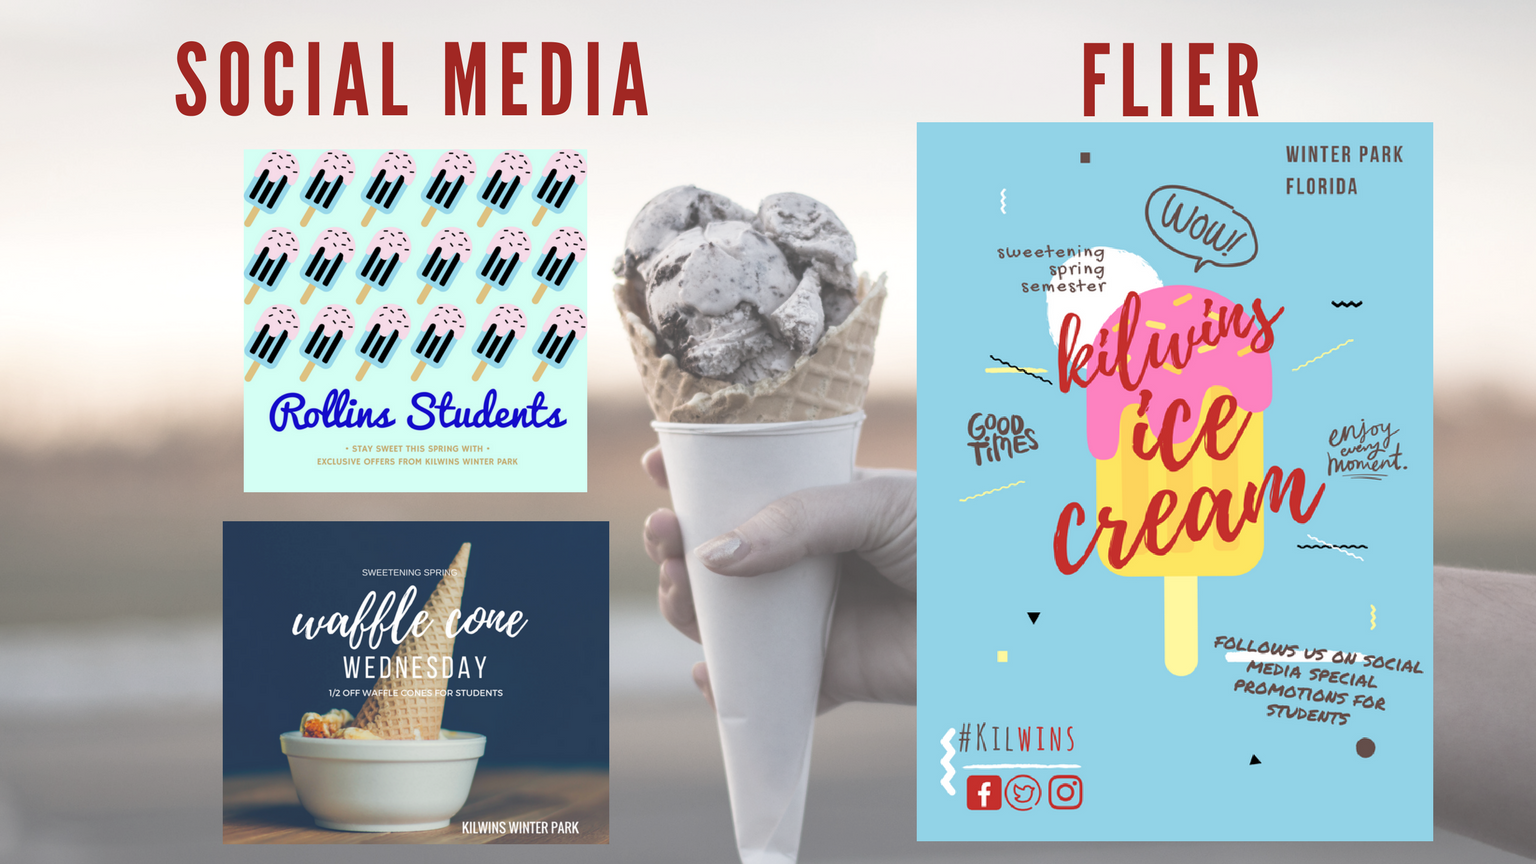 SOCIAL MEDIA
Rollins Students
• STAY SWEET THIS SPRING WITH •
EXCLUSIVE OFFERS FROM KILWINS WINTER PARK
SWEETENING SPRING
waffle cone
WEDNESDAY
1/2 OFF WAFFLE CONES FOR STUDENTS
KILWINS WINTER PARK
FLIER
WINTER PARK
FLORIDA
WOW!
sweetening
spring
semester
kilwins
ice
cream
GOOD
TIMES
enjoy
every
moment.
FOLLOWS US ON SOCIAL
MEDIA SPECIAL
PROMOTIONS FOR
STUDENTS
#KILWINS